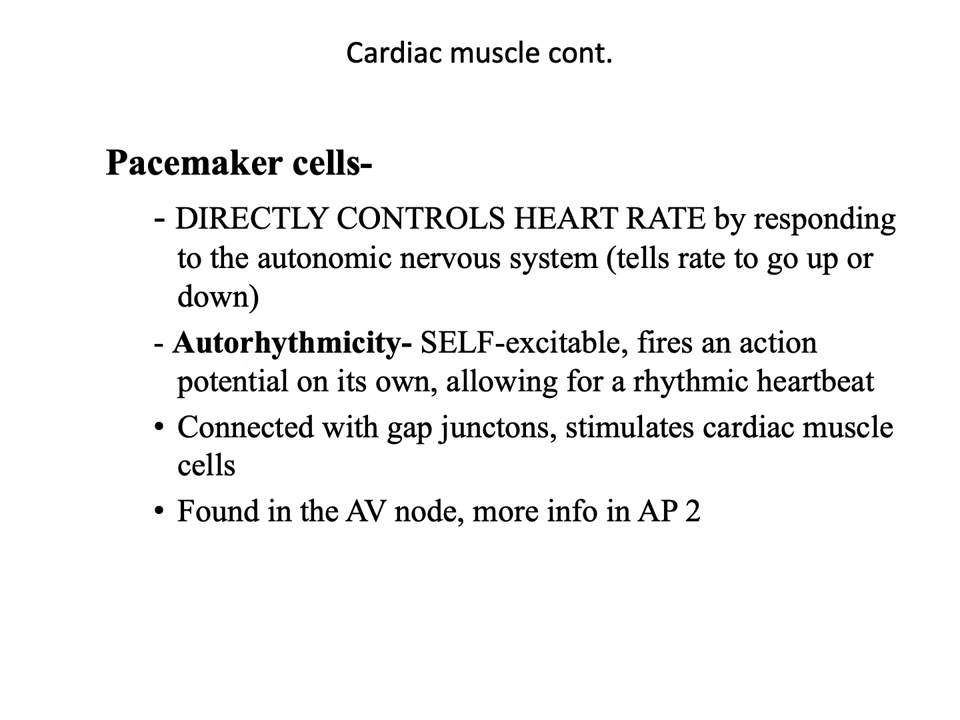 Cardiac muscle cont.
Pacemaker cells-
- DIRECTLY CONTROLS HEART RATE by responding
to the autonomic nervous system (tells rate to go up or
down)
- Autorhythmicity- SELF-excitable, fires an action
potential on its own, allowing for a rhythmic heartbeat
• Connected with gap junctons, stimulates cardiac muscle
cells
• Found in the AV node, more info in AP 2